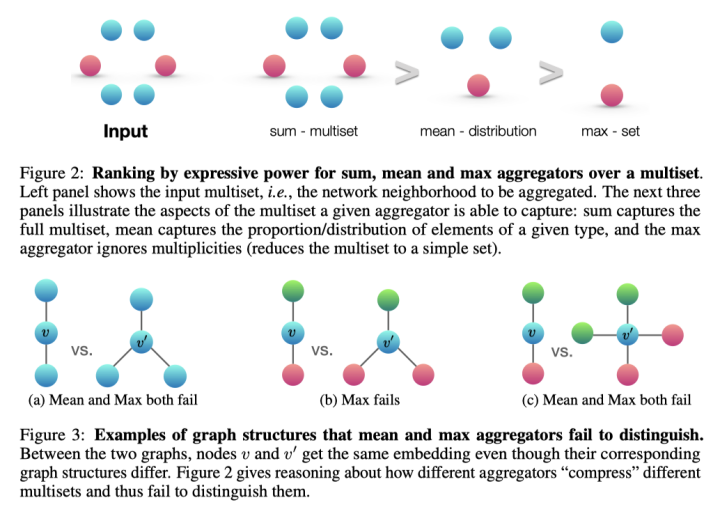 Input
sum - multiset
>
mean - distribution
>
max - set
Figure 2: Ranking by expressive power for sum, mean and max aggregators over a multiset.
Left panel shows the input multiset, i.e., the network neighborhood to be aggregated. The next three
panels illustrate the aspects of the multiset a given aggregator is able to capture: sum captures the
full multiset, mean captures the proportion/distribution of elements of a given type, and the max
aggregator ignores multiplicities (reduces the multiset to a simple set).
v
vs.
v′
v
vs.
v′
v
vs.
v′
(a) Mean and Max both fail
(b) Max fails
(c) Mean and Max both fail
Figure 3: Examples of graph structures that mean and max aggregators fail to distinguish.
Between the two graphs, nodes v and v′ get the same embedding even though their corresponding
graph structures differ. Figure 2 gives reasoning about how different aggregators “compress” different
multisets and thus fail to distinguish them.